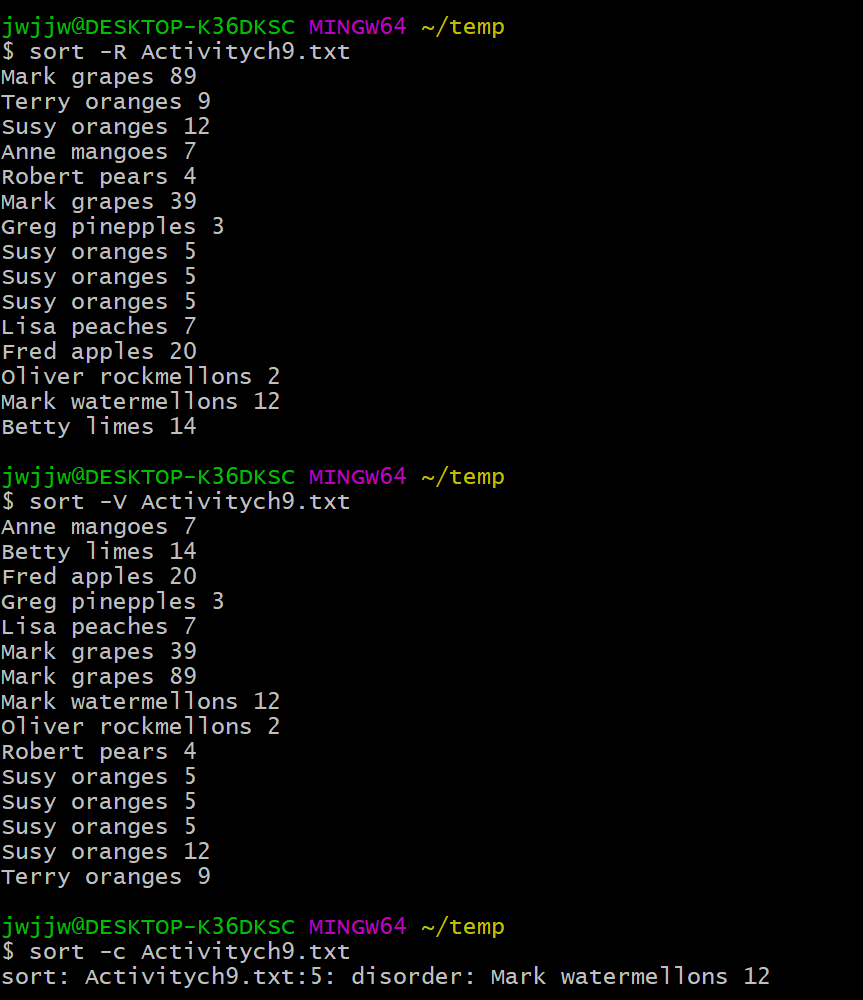 jwjjw@DESKTOP-K36DKSC MINGW64 ~/temp
$ sort -R Activitych9.txt
Mark grapes 89
Terry oranges 9
Susy oranges 12
Anne mangoes 7
Robert pears 4
Mark grapes 39
Greg pinepples 3
Susy oranges 5
Susy oranges 5
Susy oranges 5
Lisa peaches 7
Fred apples 20
Oliver rockmellons 2
Mark watermellons 12
Betty limes 14
jwjjw@DESKTOP-K36DKSC MINGW64 ~/temp
$ sort -V Activitych9.txt
Anne mangoes 7
Betty limes 14
Fred apples 20
Greg pinepples 3
Lisa peaches 7
Mark grapes 39
Mark grapes 89
Mark watermellons 12
Oliver rockmellons 2
Robert pears 4
Susy oranges 5
Susy oranges 5
Susy oranges 5
Susy oranges 12
Terry oranges 9
jwjjw@DESKTOP-K36DKSC MINGW64 ~/temp
$ sort -c Activitych9.txt
sort: Activitych9.txt:5: disorder: Mark watermellons 12